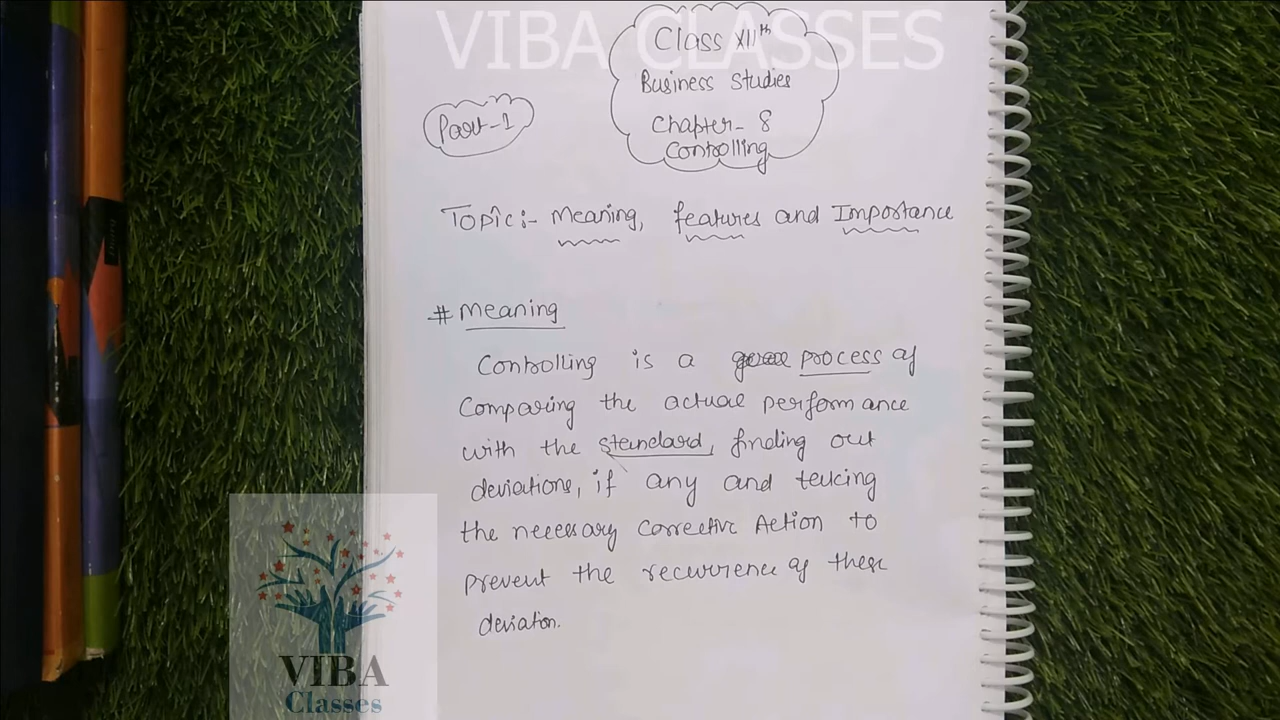 VIBA CLASSES
Class XIIth
Business Studies
Chapter- 8
Controlling
Part-1
Topic:- Meaning, features and Importance
# Meaning
Controlling is a process of
Comparing the actual performance
with the standard, finding out
deviations, if any and taking
the necessary corrective Action to
prevent the recurrence of these
deviation.
VIBA
Classes